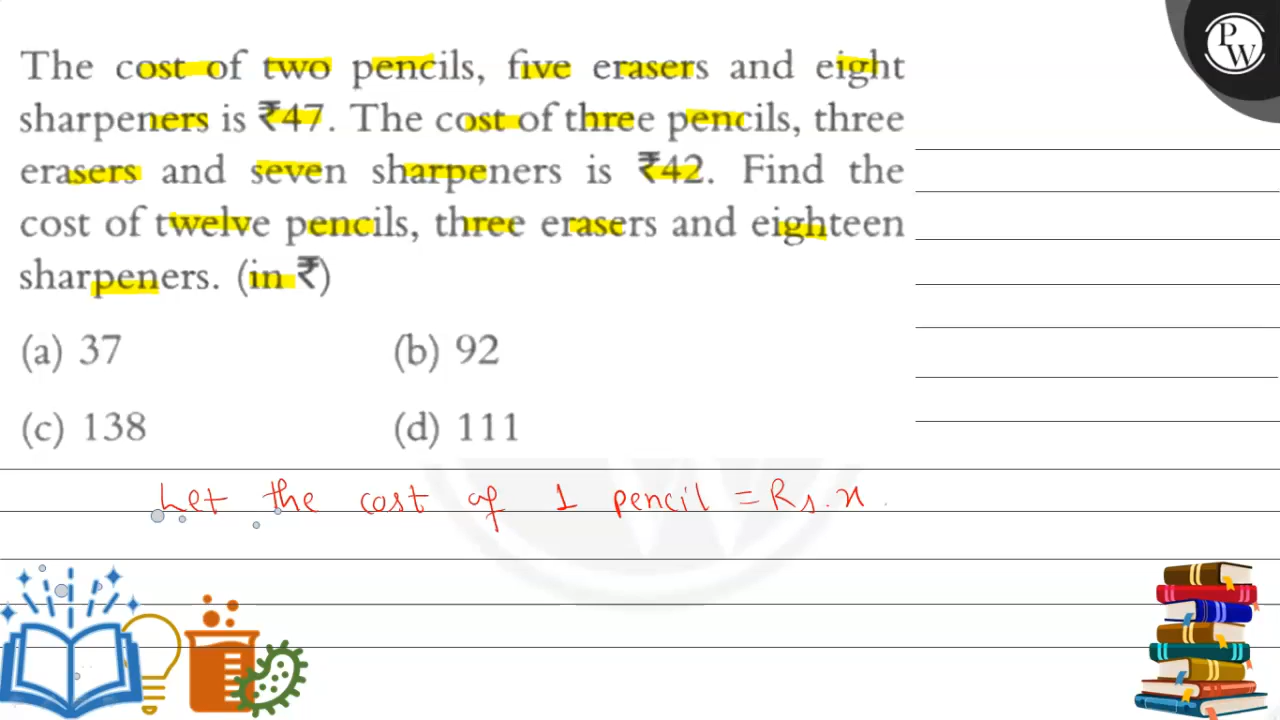 PW
The cost of two pencils, five erasers and eight
sharpeners is ₹47. The cost of three pencils, three
erasers and seven sharpeners is ₹42. Find the
cost of twelve pencils, three erasers and eighteen
sharpeners. (in ₹)
(a) 37 (b) 92
(c) 138 (d) 111
Let the cost of 1 pencil = Rs. x